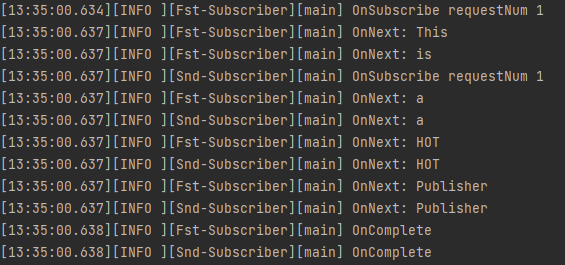 [13:35:00.634][INFO ][Fst-Subscriber][main] OnSubscribe requestNum 1
[13:35:00.637][INFO ][Fst-Subscriber][main] OnNext: This
[13:35:00.637][INFO ][Fst-Subscriber][main] OnNext: is
[13:35:00.637][INFO ][Snd-Subscriber][main] OnSubscribe requestNum 1
[13:35:00.637][INFO ][Fst-Subscriber][main] OnNext: a
[13:35:00.637][INFO ][Snd-Subscriber][main] OnNext: a
[13:35:00.637][INFO ][Fst-Subscriber][main] OnNext: HOT
[13:35:00.637][INFO ][Snd-Subscriber][main] OnNext: HOT
[13:35:00.637][INFO ][Fst-Subscriber][main] OnNext: Publisher
[13:35:00.637][INFO ][Snd-Subscriber][main] OnNext: Publisher
[13:35:00.638][INFO ][Fst-Subscriber][main] OnComplete
[13:35:00.638][INFO ][Snd-Subscriber][main] OnComplete